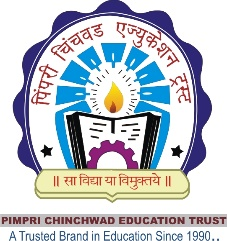 पिंपरी चिंचवड एज्युकेशन ट्रस्ट
॥ सा विद्या या विमुक्तये ॥
PIMPRI CHINCHWAD EDUCATION TRUST
A Trusted Brand in Education Since 1990..